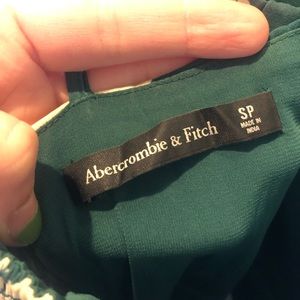 Abercrombie & Fitch
SP
MADE IN
INDIA